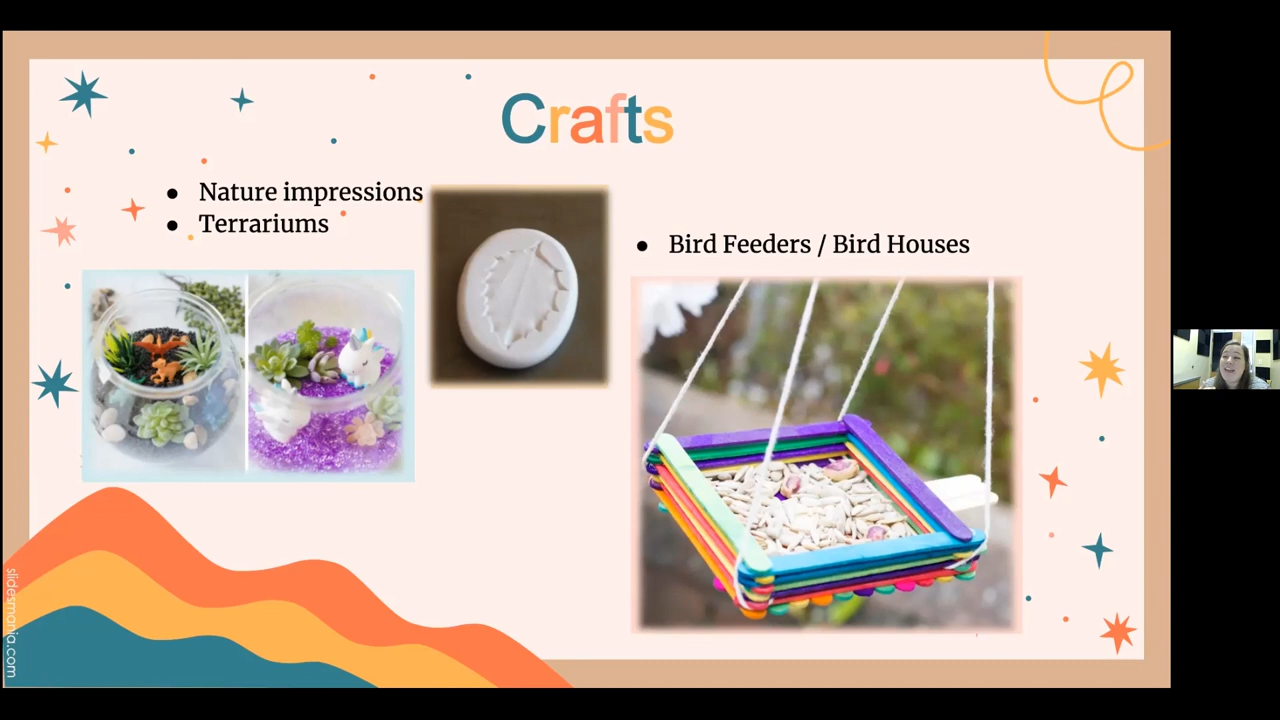 Crafts
● Nature impressions
● Terrariums
● Bird Feeders / Bird Houses
slidesmania.com